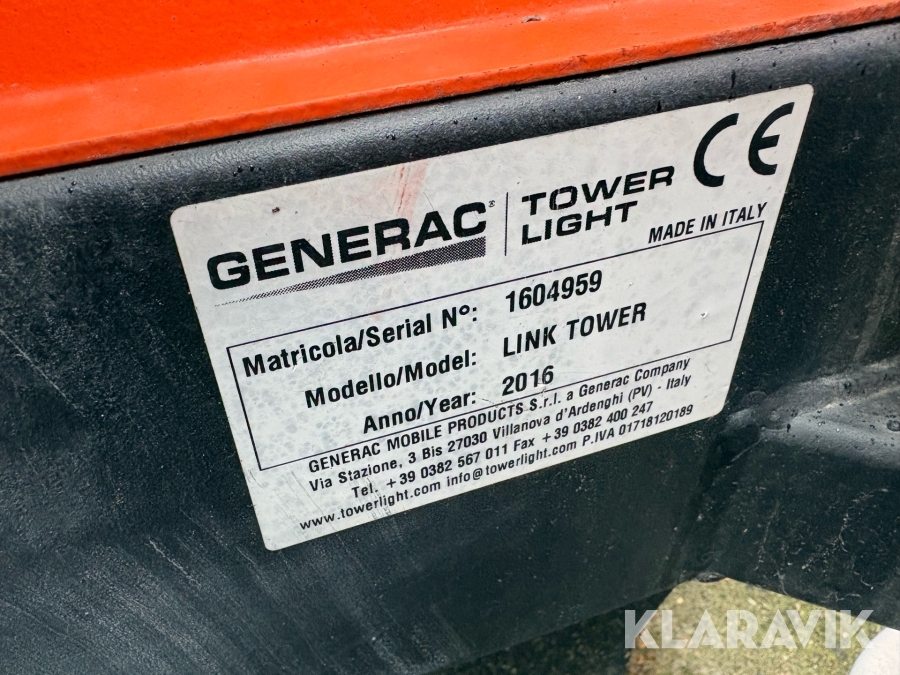 GENERAC®
TOWER
LIGHT
CE
MADE IN ITALY
Matricola/Serial N°: 1604959
Modello/Model: LINK TOWER
Anno/Year: 2016
GENERAC MOBILE PRODUCTS S.r.l. a Generac Company
Via Stazione, 3 Bis 27030 Villanova d'Ardenghi (PV) - Italy
Tel. +39 0382 567 011 Fax +39 0382 400 247
www.towerlight.com info@towerlight.com P.IVA 01718120189
KLARAVIK